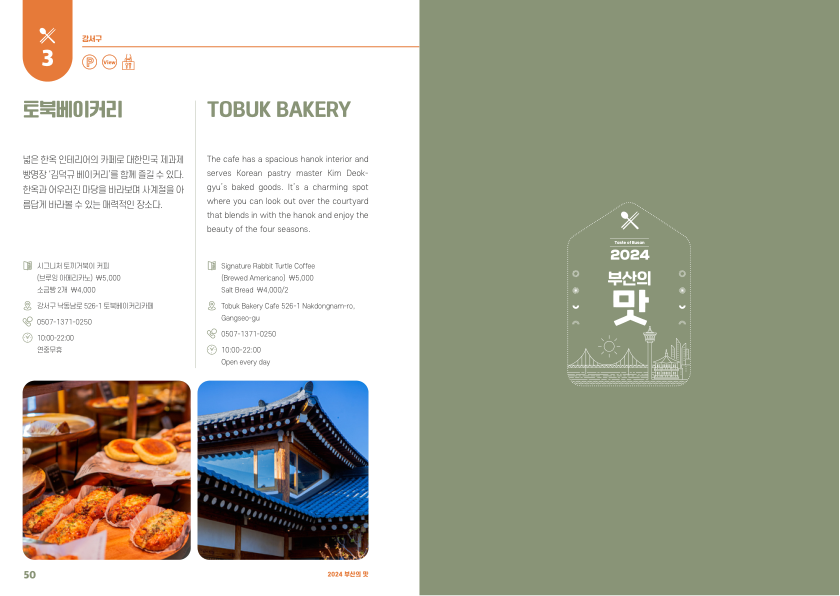 3
강서구
P
View
토북베이커리
넓은 한옥 인테리어의 카페로 대한민국 제과제
빵명장 '김덕규 베이커리'를 함께 즐길 수 있다.
한옥과 어우러진 마당을 바라보며 사계절을 아
름답게 바라볼 수 있는 매력적인 장소다.
시그니처 토끼거북이 커피
(브루잉 아메리카노) ₩5,000
소금빵 2개 ₩4,000
강서구 낙동남로 526-1 토북베이커리카페
0507-1371-0250
10:00-22:00
연중무휴
TOBUK BAKERY
The cafe has a spacious hanok interior and
serves Korean pastry master Kim Deok-
gyu's baked goods. It's a charming spot
where you can look out over the courtyard
that blends in with the hanok and enjoy the
beauty of the four seasons.
Signature Rabbit Turtle Coffee
(Brewed Americano) ₩5,000
Salt Bread ₩4,000/2
Tobuk Bakery Cafe 526-1 Nakdongnam-ro,
Gangseo-gu
0507-1371-0250
10:00-22:00
Open every day
50
2024 부산의 맛
Taste of Busan
2024
부산의
맛